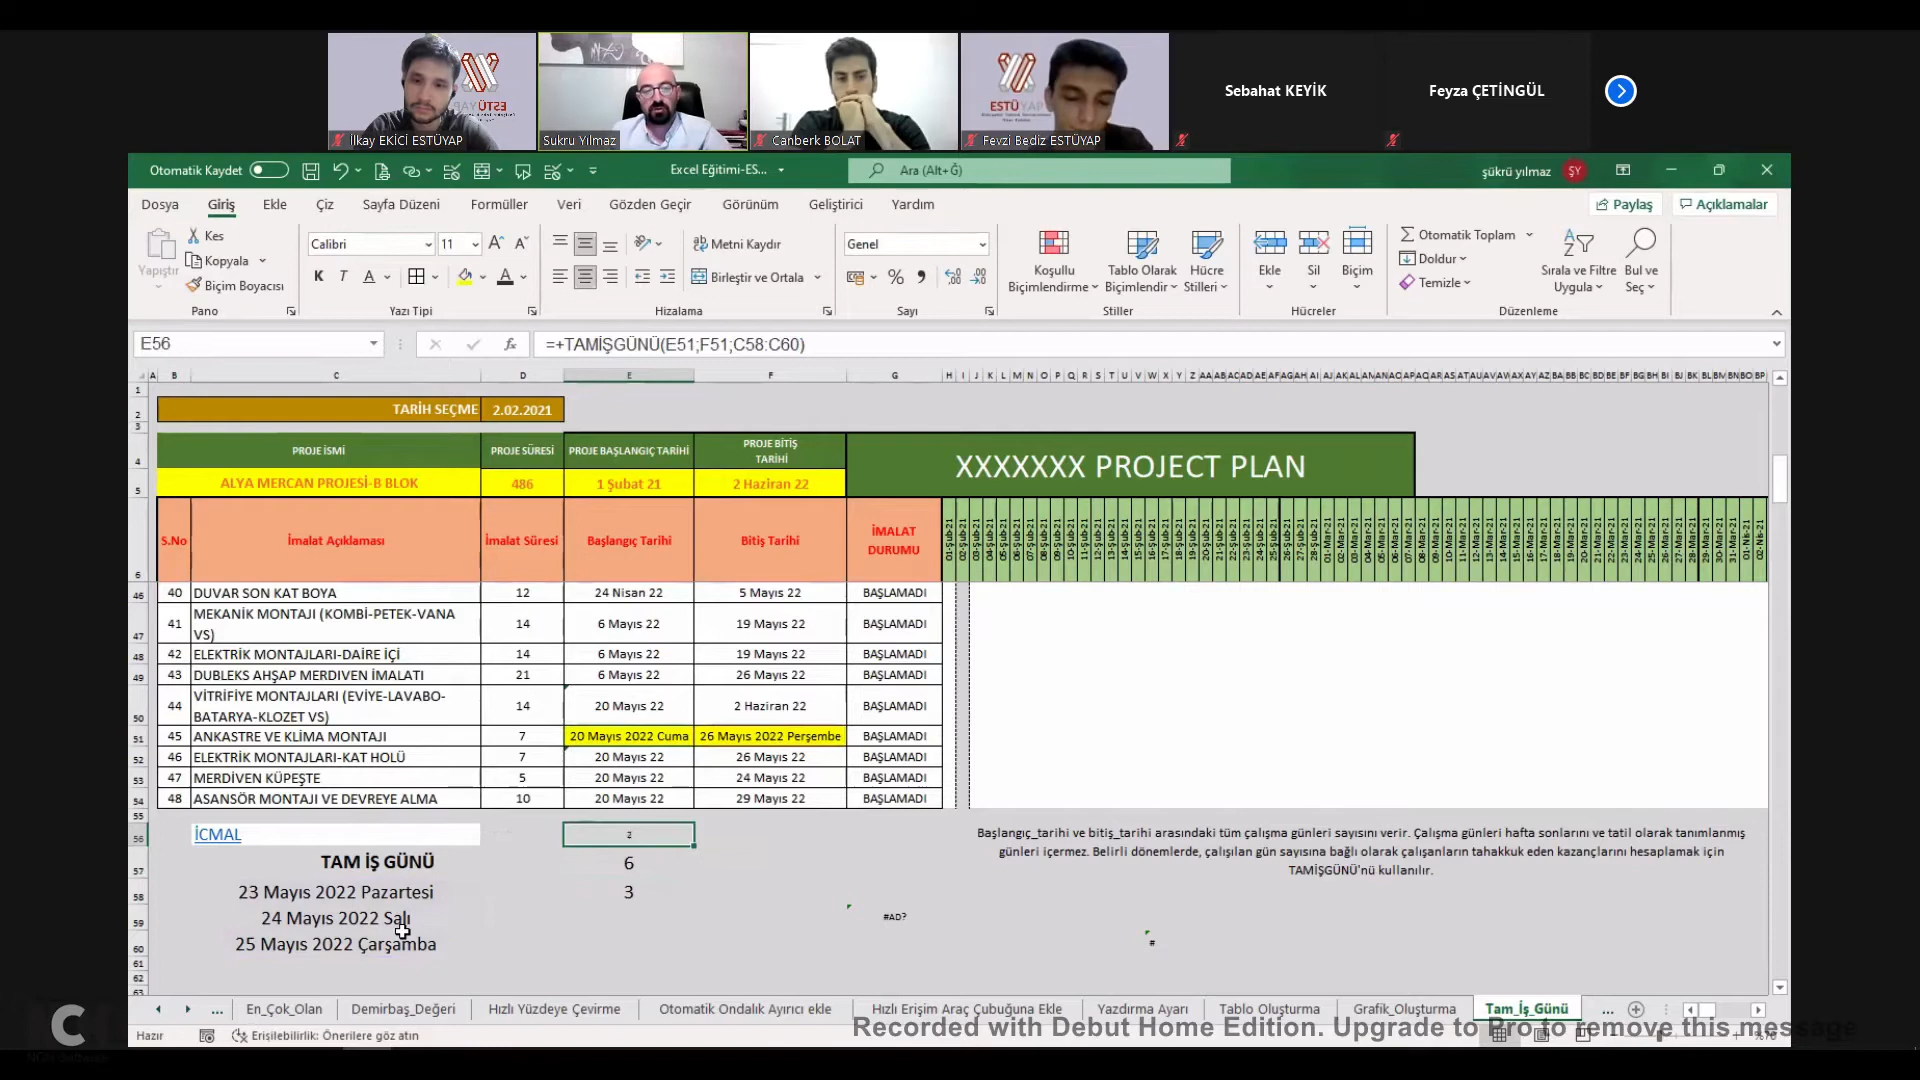 İlkay EKİCİ ESTÜYAP
Sukru Yılmaz
Canberk BOLAT
ESTÜYAP
Fevzi Bediz ESTÜYAP
Sebahat KEYİK
Feyza ÇETİNGÜL
Otomatik Kaydet
Excel Eğitimi-ES...
Ara (Alt+Ğ)
şükrü yılmaz
ŞY
Dosya Giriş Ekle Çiz Sayfa Düzeni Formüller Veri Gözden Geçir Görünüm Geliştirici Yardım
Paylaş
Açıklamalar
Yapıştır
Kes
Kopyala
Biçim Boyacısı
Pano
Calibri 11
K T A
Yazı Tipi
Metni Kaydır
Birleştir ve Ortala
Hizalama
Genel
Sayı
Koşullu Biçimlendirme
Tablo Olarak Biçimlendir
Hücre Stilleri
Stiller
Ekle
Sil
Biçim
Hücreler
Otomatik Toplam
Doldur
Temizle
Sırala ve Filtre Uygula
Bul ve Seç
Düzenleme
E56
=+TAMİŞGÜNÜ(E51;F51;C58:C60)
TARİH SEÇME 2.02.2021
PROJE İSMİ PROJE SÜRESİ PROJE BAŞLANGIÇ TARİHİ PROJE BİTİŞ TARİHİ
XXXXXXX PROJECT PLAN
ALYA MERCAN PROJESİ-B BLOK 486 1 Şubat 21 2 Haziran 22
S.No İmalat Açıklaması İmalat Süresi Başlangıç Tarihi Bitiş Tarihi İMALAT DURUMU
46 40 DUVAR SON KAT BOYA 12 24 Nisan 22 5 Mayıs 22 BAŞLAMADI
47 41 MEKANİK MONTAJI (KOMBİ-PETEK-VANA VS) 14 6 Mayıs 22 19 Mayıs 22 BAŞLAMADI
48 42 ELEKTRİK MONTAJLARI-DAİRE İÇİ 14 6 Mayıs 22 19 Mayıs 22 BAŞLAMADI
49 43 DUBLEKS AHŞAP MERDIVEN İMALATI 21 6 Mayıs 22 26 Mayıs 22 BAŞLAMADI
50 44 VİTRİFİYE MONTAJLARI (EVİYE-LAVABO-BATARYA-KLOZET VS) 14 20 Mayıs 22 2 Haziran 22 BAŞLAMADI
51 45 ANKASTRE VE KLİMA MONTAJI 7 20 Mayıs 2022 Cuma 26 Mayıs 2022 Perşembe BAŞLAMADI
52 46 ELEKTRİK MONTAJLARI-KAT HOLÜ 7 20 Mayıs 22 26 Mayıs 22 BAŞLAMADI
53 47 MERDİVEN KÜPEŞTE 5 20 Mayıs 22 24 Mayıs 22 BAŞLAMADI
54 48 ASANSÖR MONTAJI VE DEVREYE ALMA 10 20 Mayıs 22 29 Mayıs 22 BAŞLAMADI
İCMAL 2
TAM İŞ GÜNÜ 6
23 Mayıs 2022 Pazartesi 3
24 Mayıs 2022 Salı
25 Mayıs 2022 Çarşamba
#AD?
#
Başlangıç_tarihi ve bitiş_tarihi arasındaki tüm çalışma günleri sayısını verir. Çalışma günleri hafta sonlarını ve tatil olarak tanımlanmış
günleri içermez. Belirli dönemlerde, çalışılan gün sayısına bağlı olarak çalışanların tahakkuk eden kazançlarını hesaplamak için
TAMİŞGÜNÜ'nü kullanılır.
... En_Çok_Olan Demirbaş_Değeri Hızlı Yüzdeye Çevirme Otomatik Ondalık Ayırıcı ekle Hızlı Erişim Araç Çubuğuna Ekle Yazdırma Ayarı Tablo Oluşturma Grafik_Oluşturma Tam_İş_Günü ...
Hazır
Erişilebilirlik: Önerilere göz atın
Recorded with Debut Home Edition. Upgrade to Pro to remove this message